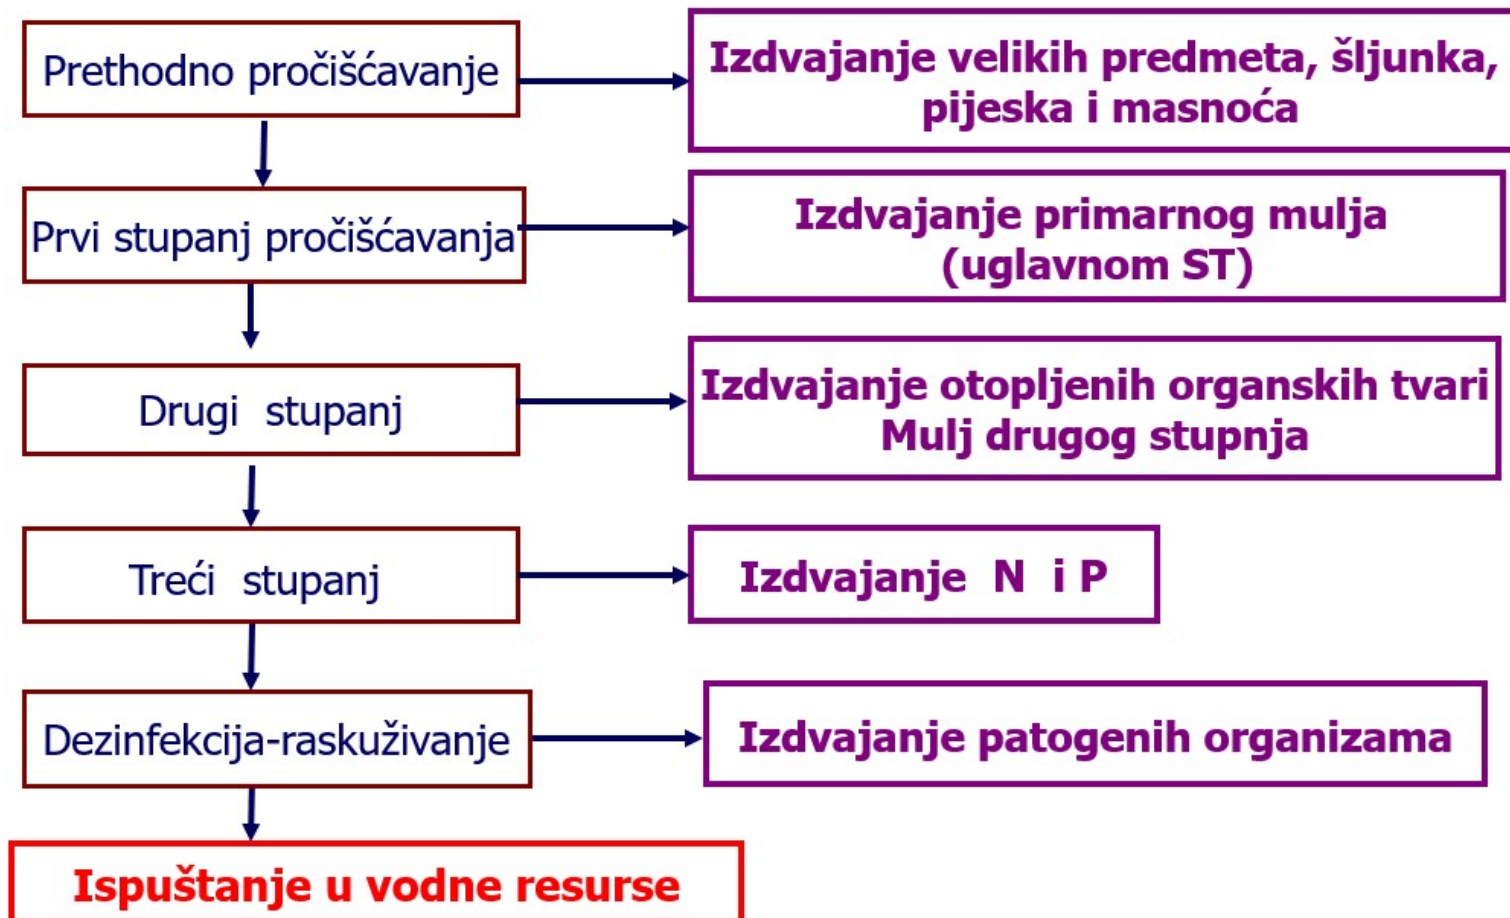 Prethodno pročišćavanje
Izdvajanje velikih predmeta, šljunka,
pijeska i masnoća
Prvi stupanj pročišćavanja
Izdvajanje primarnog mulja
(uglavnom ST)
Drugi stupanj
Izdvajanje otopljenih organskih tvari
Mulj drugog stupnja
Treći stupanj
Izdvajanje N i P
Dezinfekcija-raskuživanje
Izdvajanje patogenih organizama
Ispuštanje u vodne resurse